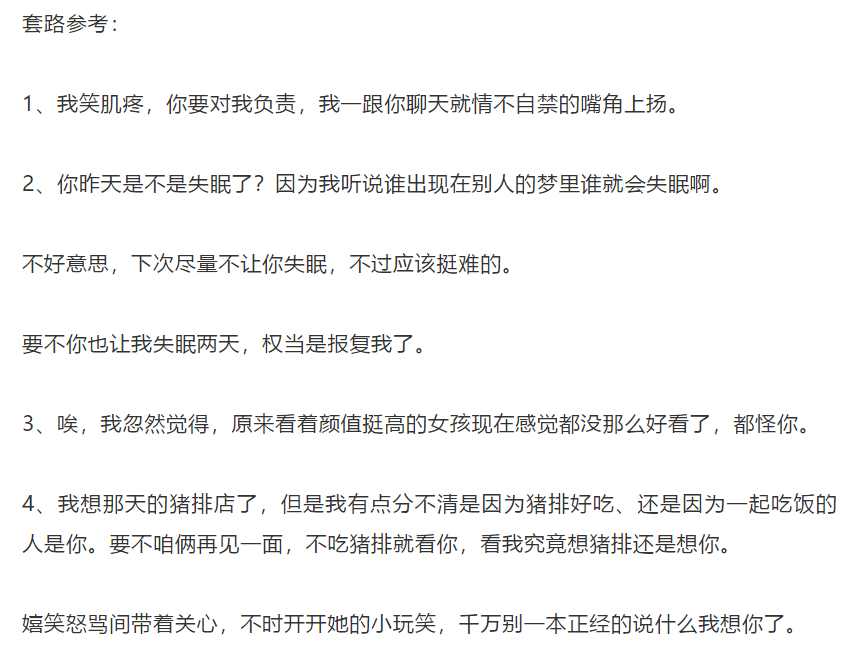 套路参考：
1、我笑肌疼，你要对我负责，我一跟你聊天就情不自禁的嘴角上扬。
2、你昨天是不是失眠了？因为我听说谁出现在别人的梦里谁就会失眠啊。
不好意思，下次尽量不让你失眠，不过应该挺难的。
要不你也让我失眠两天，权当是报复我了。
3、唉，我忽然觉得，原来看着颜值挺高的女孩现在感觉都没那么好看了，都怪你。
4、我想那天的猪排店了，但是我有点分不清是因为猪排好吃、还是因为一起吃饭的
人是你。要不咱俩再见一面，不吃猪排就看你，看我究竟想猪排还是想你。
嬉笑怒骂间带着关心，不时开开她的小玩笑，千万别一本正经的说什么我想你了。